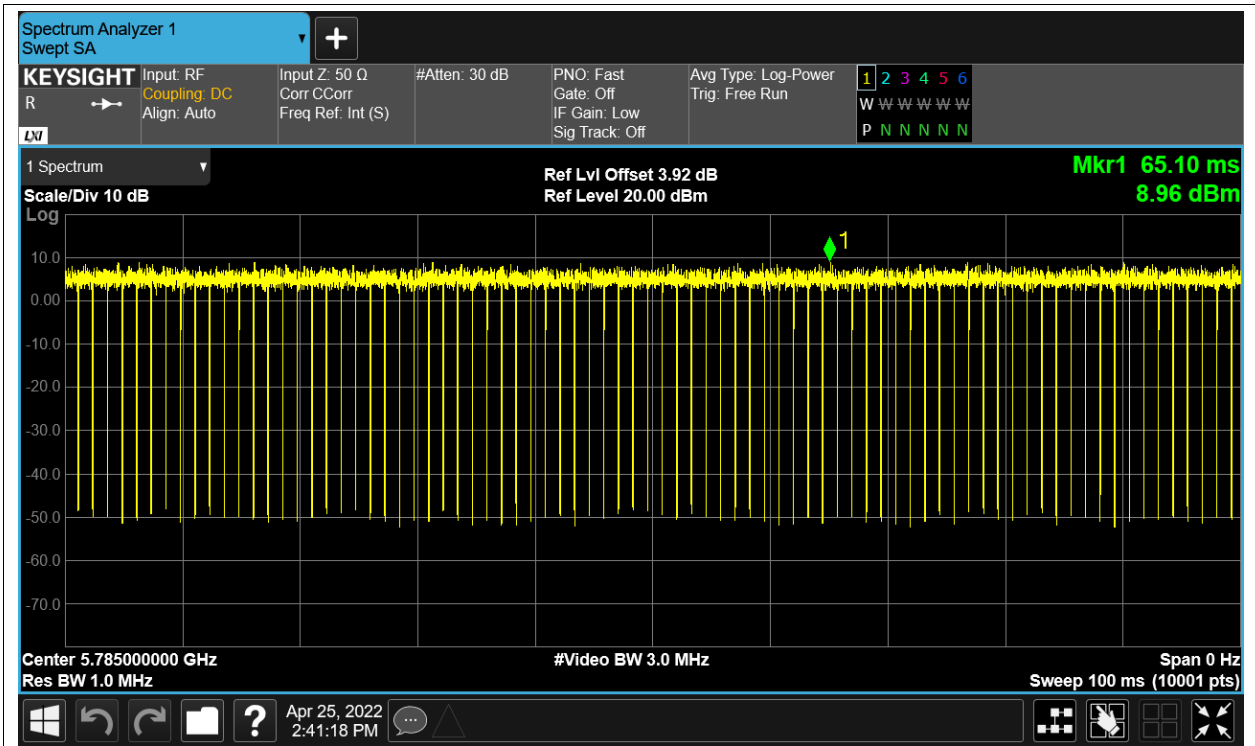 Spectrum Analyzer 1
Swept SA
+
KEYSIGHT
R
LXI
Input: RF
Coupling: DC
Align: Auto
Input Z: 50 Ω
Corr CCorr
Freq Ref: Int (S)
#Atten: 30 dB
PNO: Fast
Gate: Off
IF Gain: Low
Sig Track: Off
Avg Type: Log-Power
Trig: Free Run
1 2 3 4 5 6
W W W W W W
P N N N N N
1 Spectrum
Scale/Div 10 dB
Log
Ref Lvl Offset 3.92 dB
Ref Level 20.00 dBm
Mkr1 65.10 ms
8.96 dBm
1
10.0
0.00
-10.0
-20.0
-30.0
-40.0
-50.0
-60.0
-70.0
Center 5.785000000 GHz
Res BW 1.0 MHz
#Video BW 3.0 MHz
Span 0 Hz
Sweep 100 ms (10001 pts)
?
Apr 25, 2022
2:41:18 PM